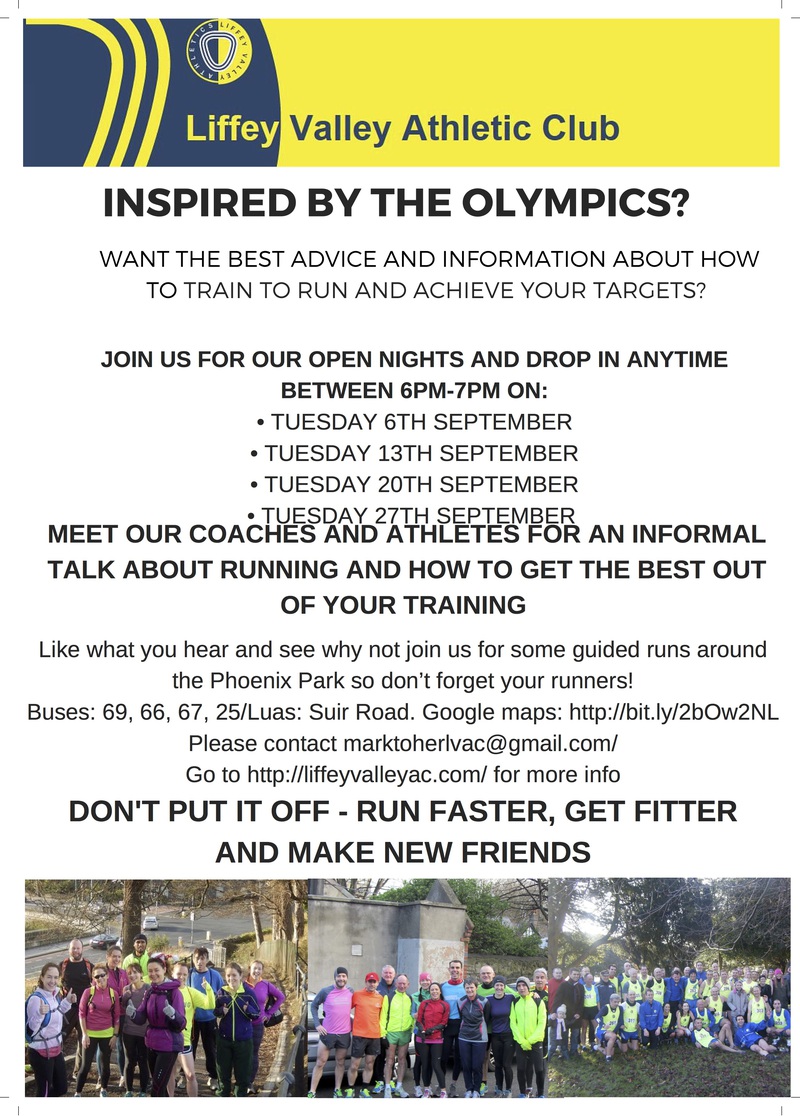 ATHLETICS LIFFEY VALLEY
Liffey Valley Athletic Club
INSPIRED BY THE OLYMPICS?
WANT THE BEST ADVICE AND INFORMATION ABOUT HOW
TO TRAIN TO RUN AND ACHIEVE YOUR TARGETS?
JOIN US FOR OUR OPEN NIGHTS AND DROP IN ANYTIME
BETWEEN 6PM-7PM ON:
• TUESDAY 6TH SEPTEMBER
• TUESDAY 13TH SEPTEMBER
• TUESDAY 20TH SEPTEMBER
• TUESDAY 27TH SEPTEMBER
MEET OUR COACHES AND ATHLETES FOR AN INFORMAL
TALK ABOUT RUNNING AND HOW TO GET THE BEST OUT
OF YOUR TRAINING
Like what you hear and see why not join us for some guided runs around
the Phoenix Park so don’t forget your runners!
Buses: 69, 66, 67, 25/Luas: Suir Road. Google maps: http://bit.ly/2bOw2NL
Please contact marktoherlvac@gmail.com/
Go to http://liffeyvalleyac.com/ for more info
DON'T PUT IT OFF - RUN FASTER, GET FITTER
AND MAKE NEW FRIENDS